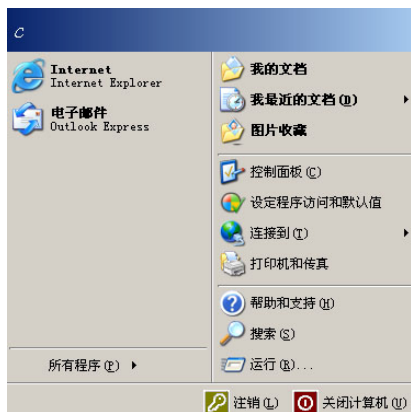 C
Internet
Internet Explorer
电子邮件
Outlook Express
所有程序(P)
我的文档
我最近的文档(D)
图片收藏
控制面板(C)
设定程序访问和默认值
连接到(T)
打印机和传真
帮助和支持(H)
搜索(S)
运行(R)...
注销(L)
关闭计算机(U)